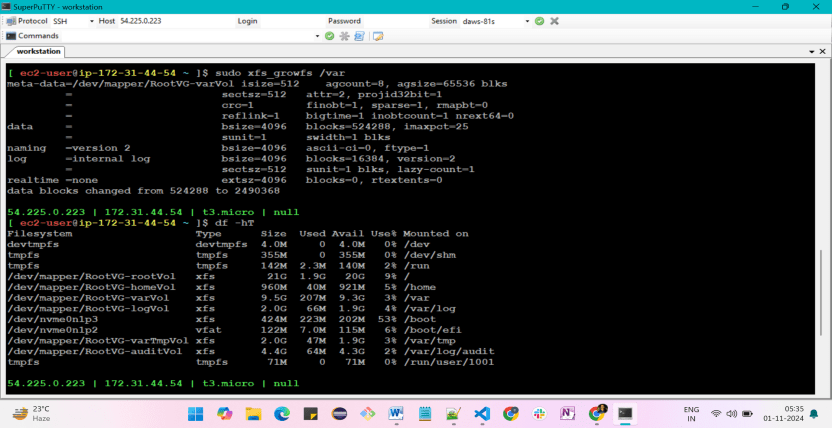 SuperPuTTY - workstation
Protocol SSH Host 54.225.0.223 Login Password Session daws-81s
Commands
workstation
[ ec2-user@ip-172-31-44-54 ~ ]$ sudo xfs_growfs /var
meta-data=/dev/mapper/RootVG-varVol isize=512    agcount=8, agsize=65536 blks
         =                       sectsz=512   attr=2, projid32bit=1
         =                       crc=1        finobt=1, sparse=1, rmapbt=0
         =                       reflink=1    bigtime=1 inobtcount=1 nrext64=0
data     =                       bsize=4096   blocks=524288, imaxpct=25
         =                       sunit=1      swidth=1 blks
naming   =version 2              bsize=4096   ascii-ci=0, ftype=1
log      =internal log           bsize=4096   blocks=16384, version=2
         =                       sectsz=512   sunit=1 blks, lazy-count=1
realtime =none                   extsz=4096   blocks=0, rtextents=0
data blocks changed from 524288 to 2490368
54.225.0.223 | 172.31.44.54 | t3.micro | null
[ ec2-user@ip-172-31-44-54 ~ ]$ df -hT
Filesystem                   Type      Size  Used Avail Use% Mounted on
devtmpfs                     devtmpfs  4.0M     0  4.0M   0% /dev
tmpfs                        tmpfs     355M     0  355M   0% /dev/shm
tmpfs                        tmpfs     142M  2.3M  140M   2% /run
/dev/mapper/RootVG-rootVol   xfs        21G  1.9G   20G   9% /
/dev/mapper/RootVG-homeVol   xfs       960M   40M  921M   5% /home
/dev/mapper/RootVG-varVol    xfs       9.5G  207M  9.3G   3% /var
/dev/mapper/RootVG-logVol    xfs       2.0G   66M  1.9G   4% /var/log
/dev/nvme0n1p3               xfs       424M  223M  202M  53% /boot
/dev/nvme0n1p2               vfat      122M  7.0M  115M   6% /boot/efi
/dev/mapper/RootVG-varTmpVol xfs       2.0G   47M  1.9G   3% /var/tmp
/dev/mapper/RootVG-auditVol  xfs       4.4G   64M  4.3G   2% /var/log/audit
tmpfs                        tmpfs      71M     0   71M   0% /run/user/1001
54.225.0.223 | 172.31.44.54 | t3.micro | null
23°C
Haze
ENG
IN
05:35
01-11-2024